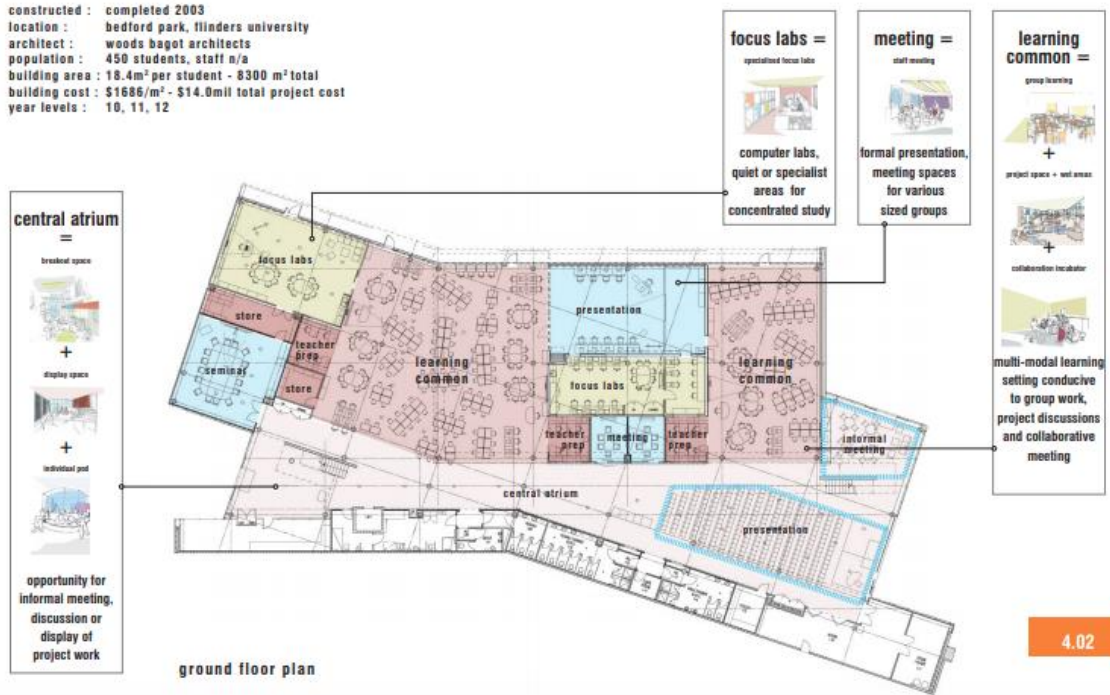 constructed : completed 2003
location : bedford park, flinders university
architect : woods bagot architects
population : 450 students, staff n/a
building area : 18.4m² per student - 8300 m² total
building cost : $1686/m² - $14.0mil total project cost
year levels : 10, 11, 12
focus labs =
specialised focus labs
computer labs,
quiet or specialist
areas for
concentrated study
meeting =
staff meeting
formal presentation,
meeting spaces
for various
sized groups
learning
common =
group learning
+
project space + wet areas
+
collaboration incubator
multi-modal learning
setting conducive
to group work,
project discussions
and collaborative
meeting
central atrium
=
breakout space
+
display space
+
individual pod
opportunity for
informal meeting,
discussion or
display of
project work
focus labs
store
teacher
prep
seminar
store
learning
common
presentation
focus labs
learning
common
teacher
prep
meeting
teacher
prep
informal
meeting
central atrium
presentation
ground floor plan
4.02